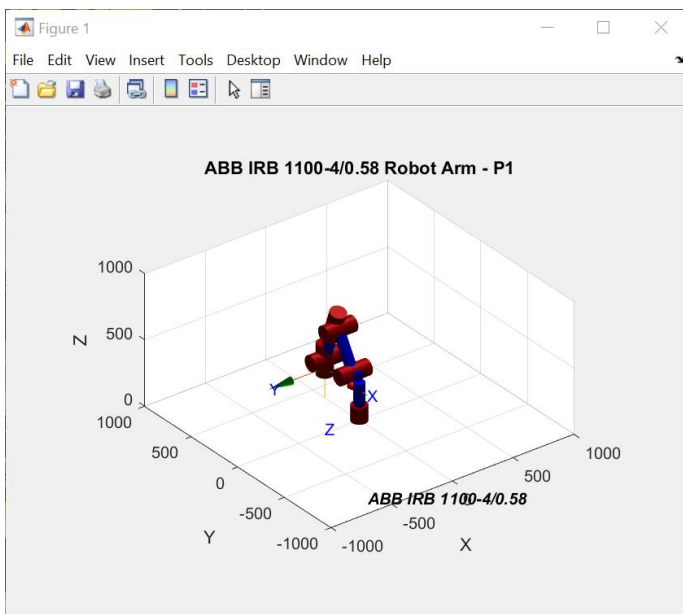 Figure 1
File Edit View Insert Tools Desktop Window Help
ABB IRB 1100-4/0.58 Robot Arm - P1
1000
500
0
Z
1000
500
0
-500
-1000
Y
-1000
-500
500
1000
X
Y
X
Z
ABB IRB 1100-4/0.58